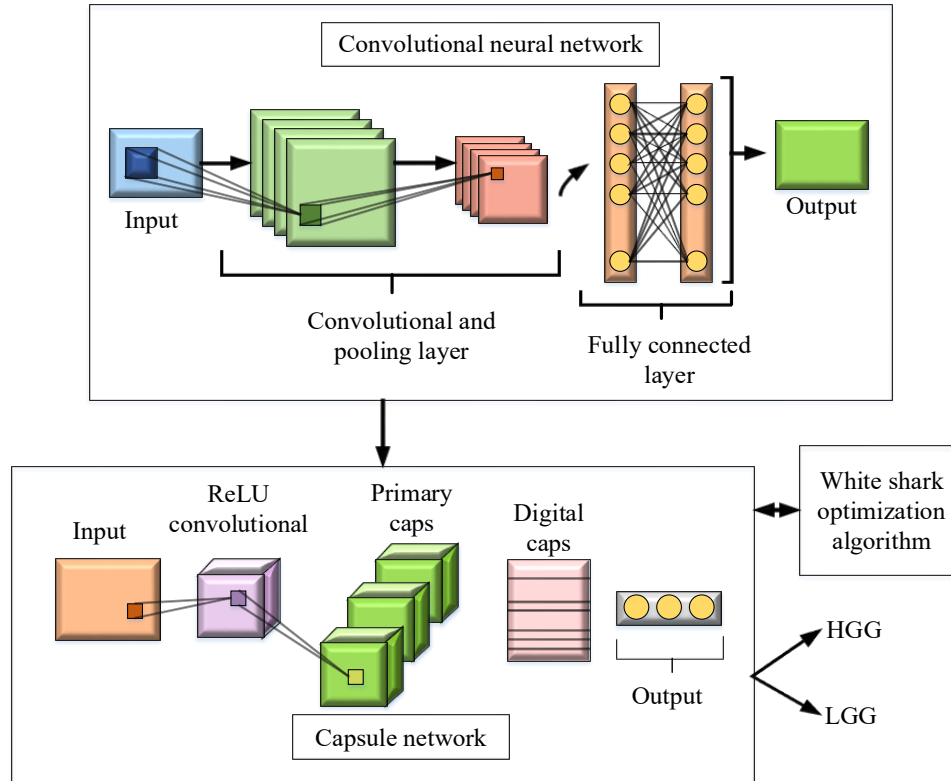 Convolutional neural network
Input
Output
Convolutional and
pooling layer
Fully connected
layer
Input
ReLU
convolutional
Primary
caps
Digital
caps
Output
Capsule network
White shark
optimization
algorithm
HGG
LGG